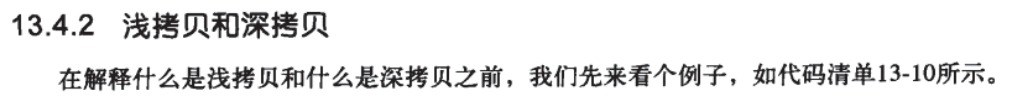 13.4.2 浅拷贝和深拷贝
在解释什么是浅拷贝和什么是深拷贝之前，我们先来看个例子，如代码清单13-10所示。